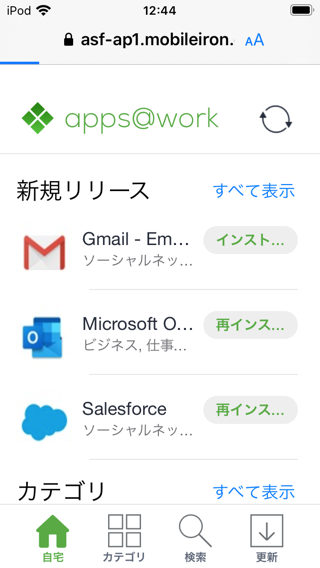 iPod 12:44
asf-ap1.mobileiron. AA
apps@work
新規リリース すべて表示
Gmail - Em... インスト...
ソーシャルネッ...
Microsoft O... 再インス...
ビジネス, 仕事...
Salesforce 再インス...
ソーシャルネッ...
カテゴリ すべて表示
自宅 カテゴリ 検索 更新